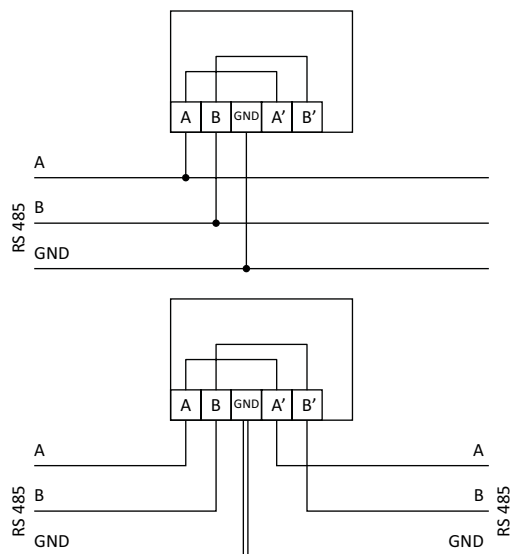 A B GND A’ B’
A
RS 485
B
GND
A B GND A’ B’
A A
RS 485 B B RS 485
GND GND